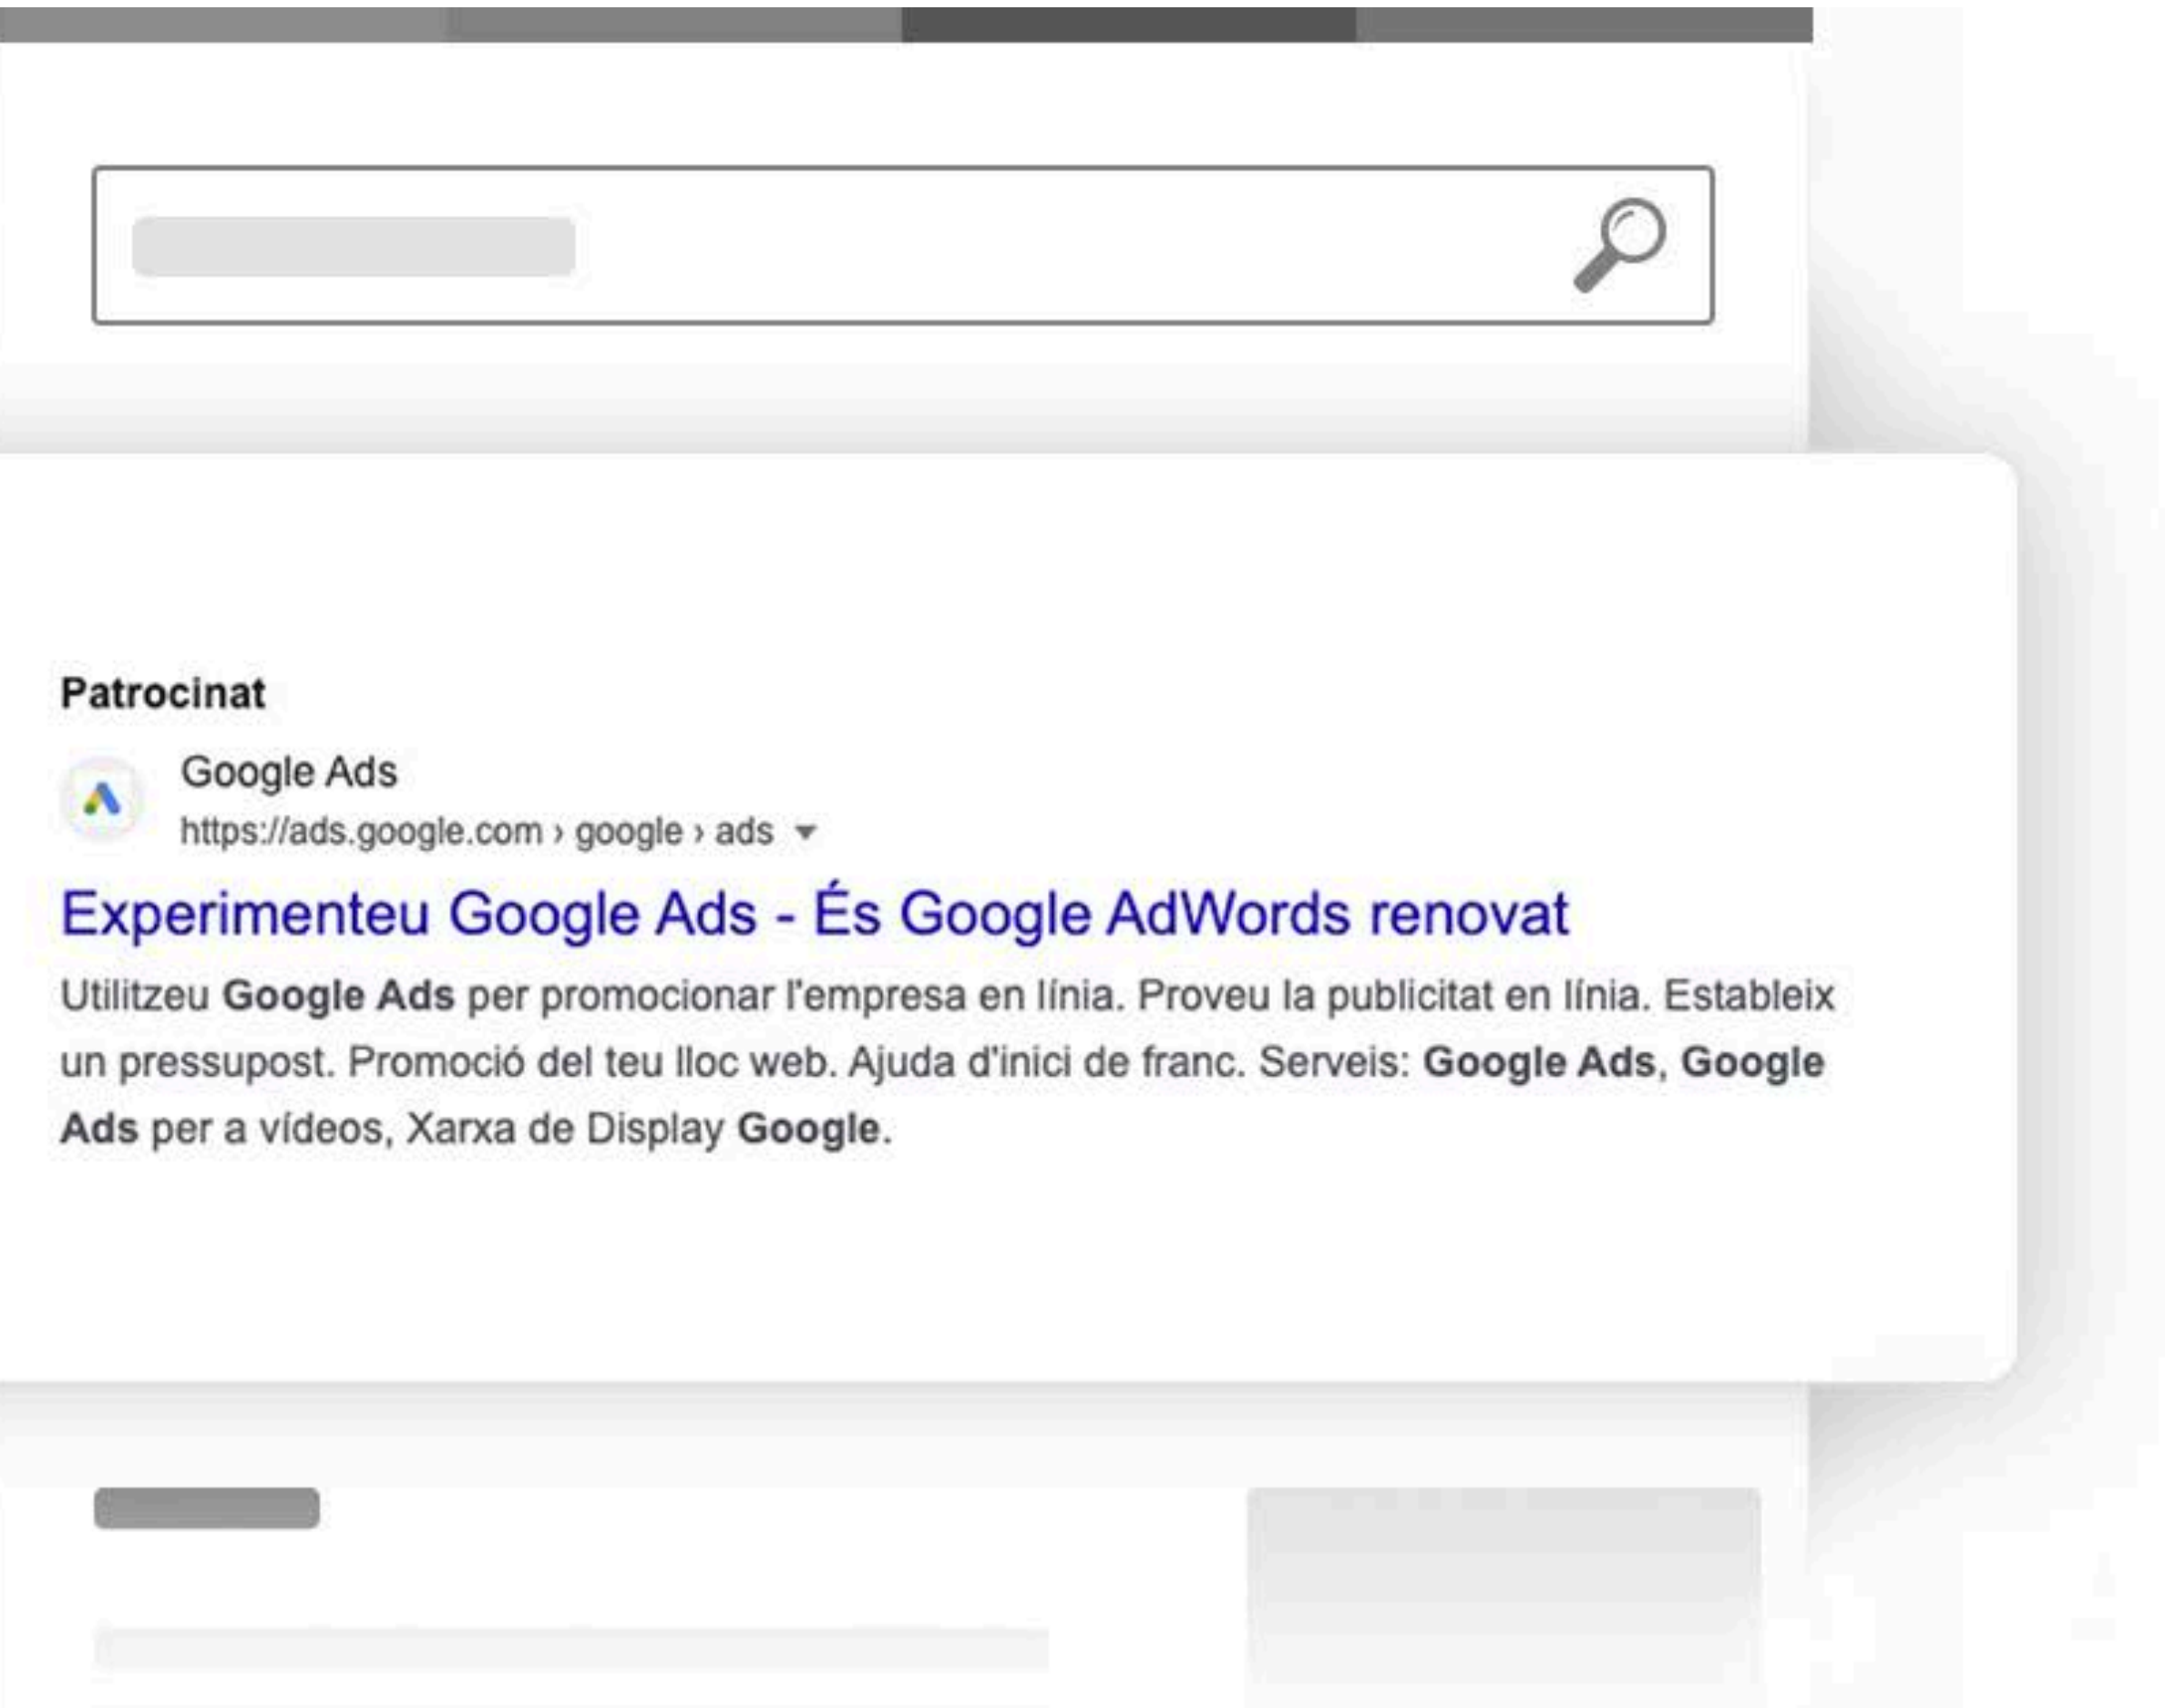 Patrocinat
Google Ads
https://ads.google.com › google › ads
Experimenteu Google Ads - És Google AdWords renovat
Utilitzeu Google Ads per promocionar l'empresa en línia. Proveu la publicitat en línia. Estableix
un pressupost. Promoció del teu lloc web. Ajuda d'inici de franc. Serveis: Google Ads, Google
Ads per a vídeos, Xarxa de Display Google.